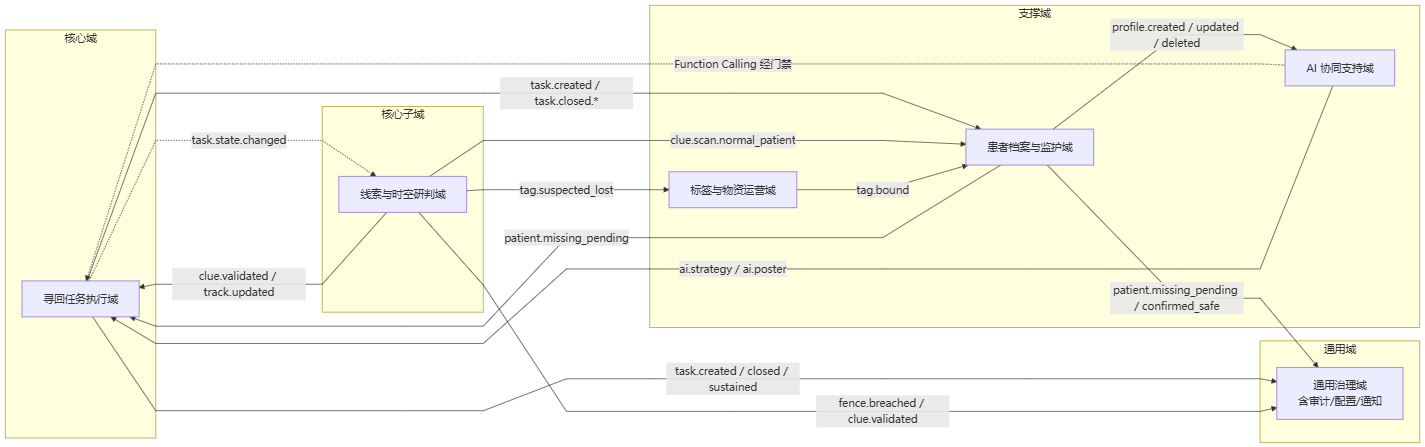 支撑域
核心域
profile.created / updated
/ deleted
Function Calling 经门禁
AI 协同支持域
task.created /
task.closed.*
核心子域
task.state.changed
clue.scan.normal_patient
患者档案与监护域
线索与时空研判域
tag.suspected_lost
标签与物资运营域
tag.bound
patient.missing_pending
clue.validated /
track.updated
ai.strategy / ai.poster
寻回任务执行域
patient.missing_pending
/ confirmed_safe
通用域
task.created / closed /
sustained
通用治理域
含审计/配置/通知
fence.breached /
clue.validated